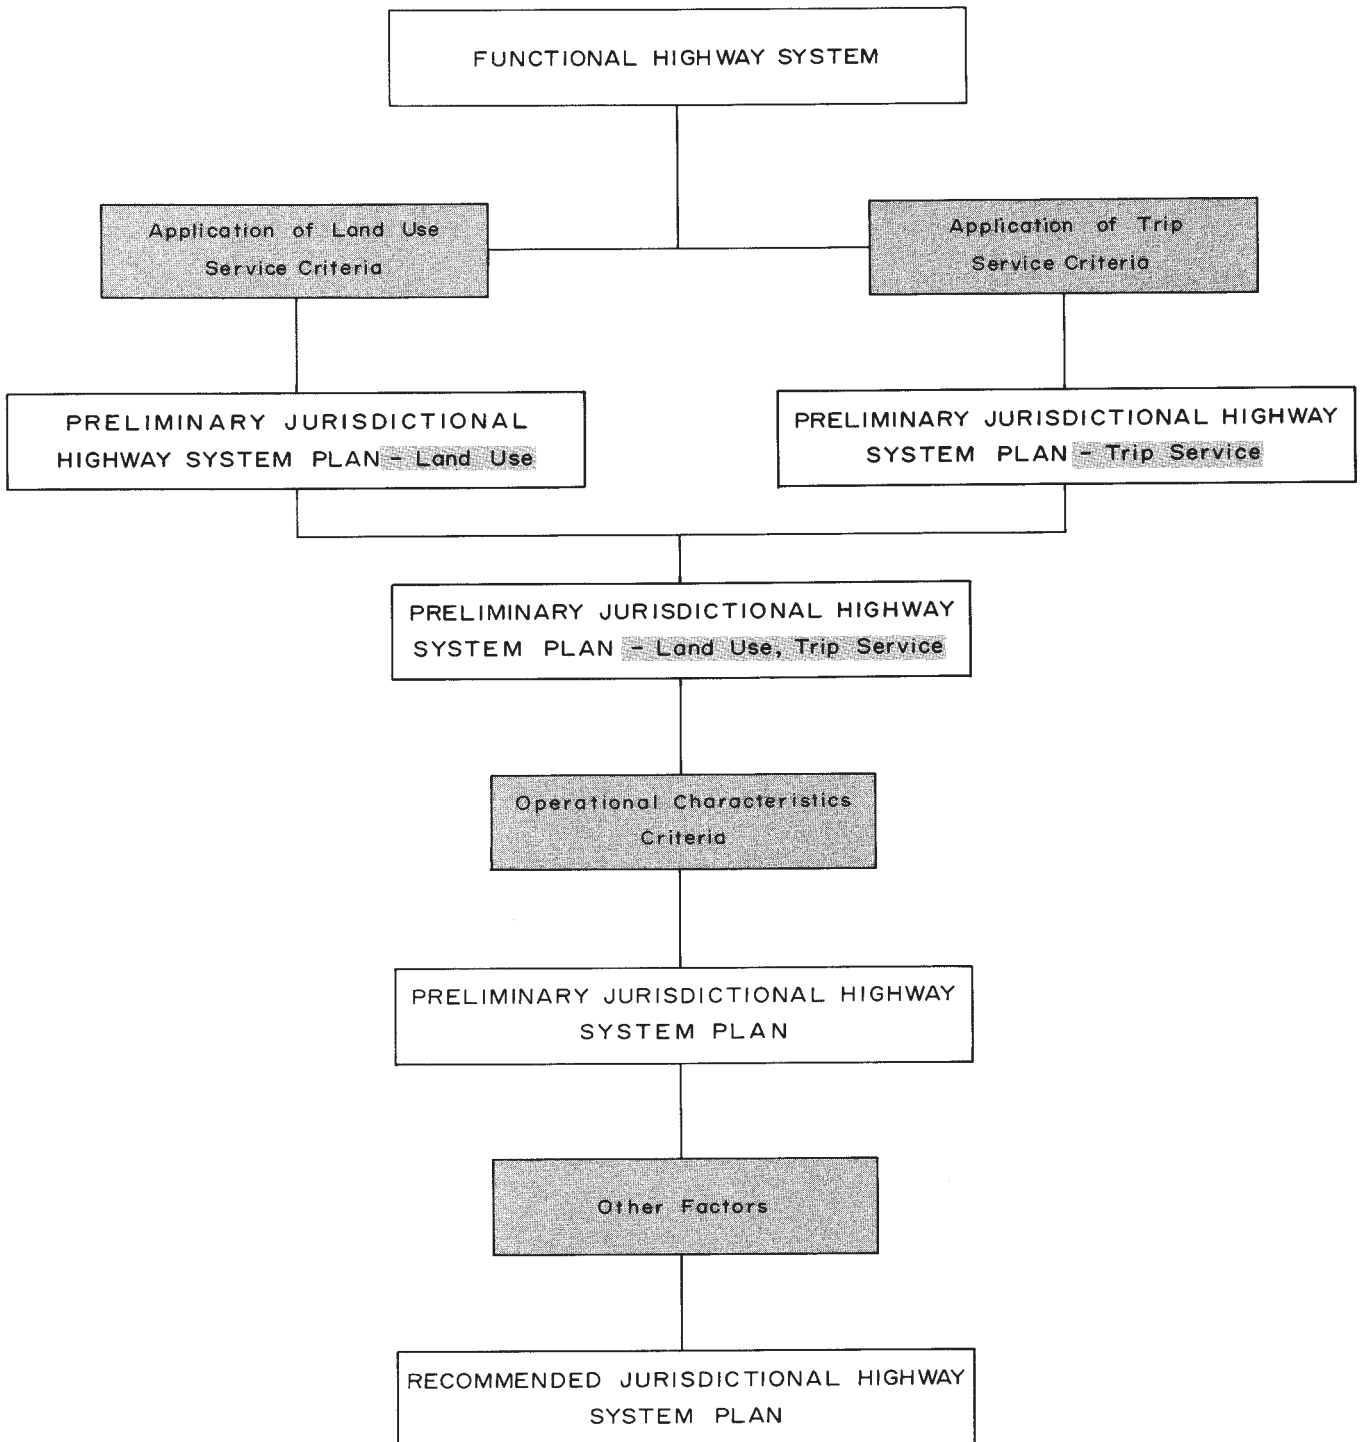 FUNCTIONAL HIGHWAY SYSTEM
Application of Land Use
Service Criteria
Application of Trip
Service Criteria
PRELIMINARY JURISDICTIONAL
HIGHWAY SYSTEM PLAN - Land Use
PRELIMINARY JURISDICTIONAL HIGHWAY
SYSTEM PLAN - Trip Service
PRELIMINARY JURISDICTIONAL HIGHWAY
SYSTEM PLAN - Land Use, Trip Service
Operational Characteristics
Criteria
PRELIMINARY JURISDICTIONAL HIGHWAY
SYSTEM PLAN
Other Factors
RECOMMENDED JURISDICTIONAL HIGHWAY
SYSTEM PLAN